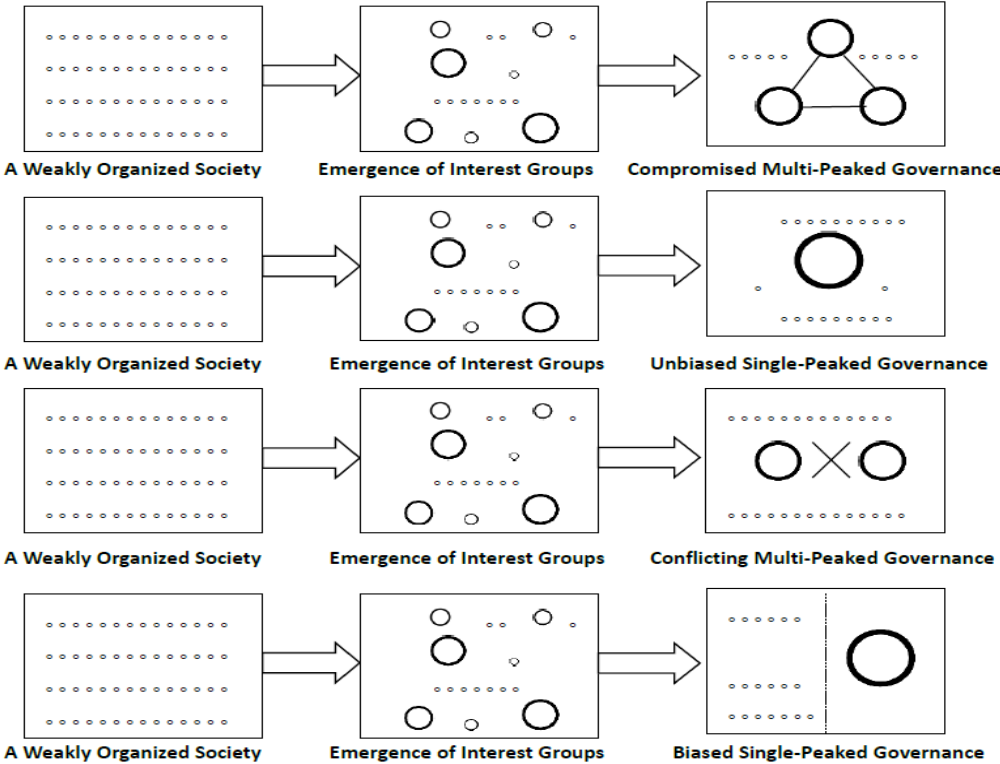 A Weakly Organized Society
Emergence of Interest Groups
Compromised Multi-Peaked Governance
A Weakly Organized Society
Emergence of Interest Groups
Unbiased Single-Peaked Governance
A Weakly Organized Society
Emergence of Interest Groups
Conflicting Multi-Peaked Governance
A Weakly Organized Society
Emergence of Interest Groups
Biased Single-Peaked Governance